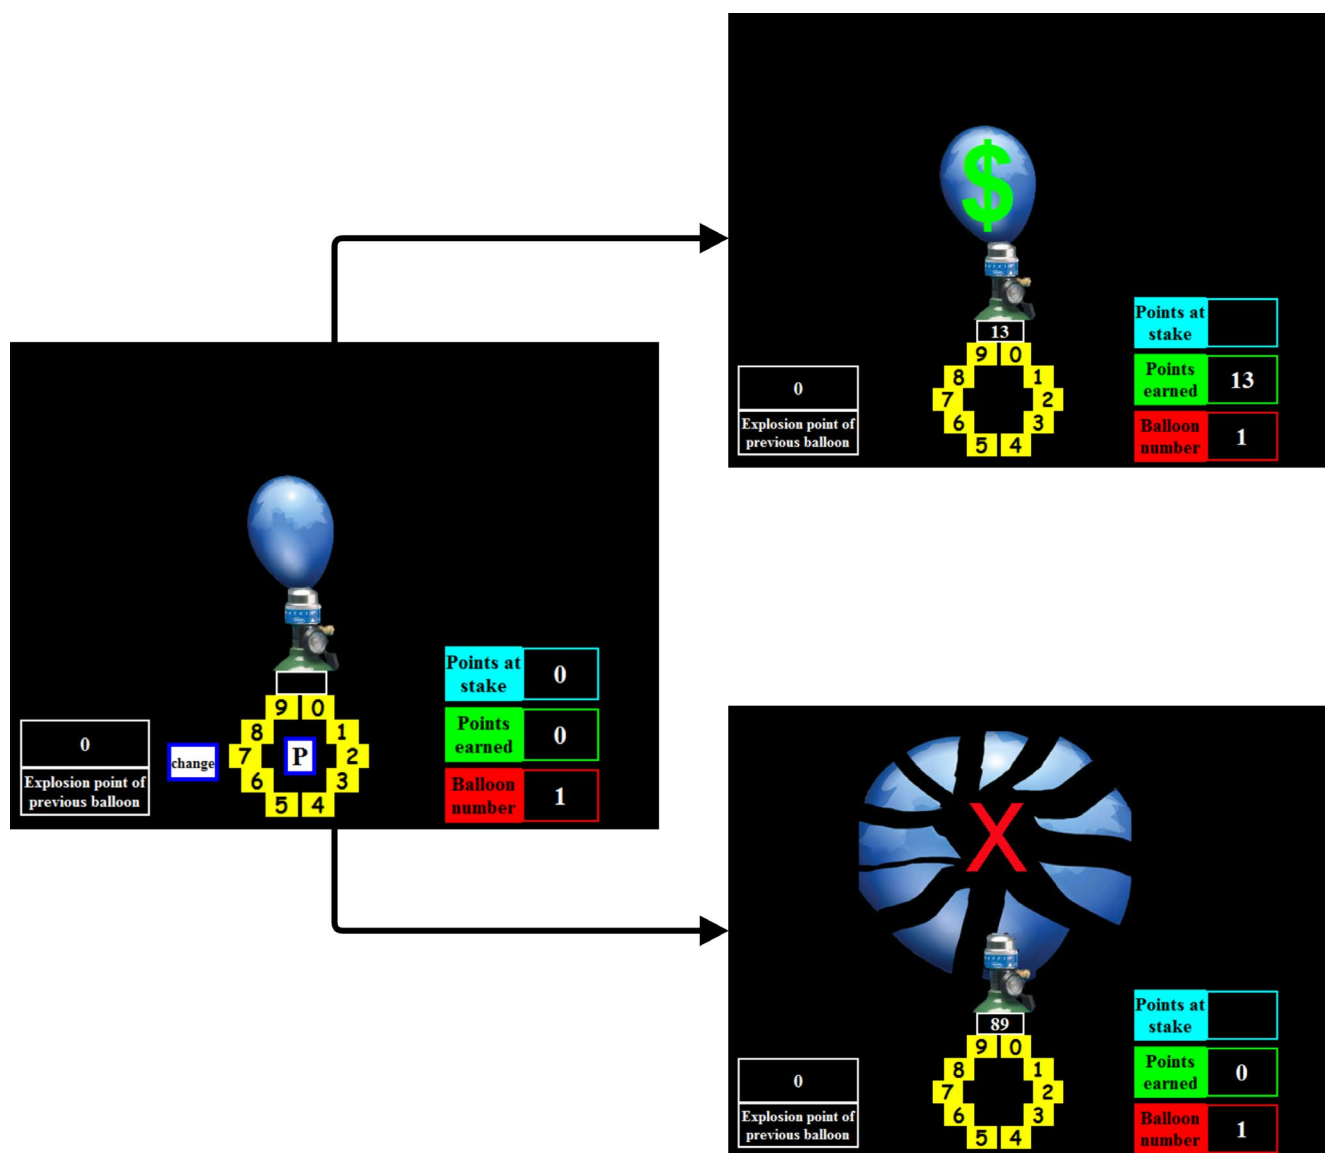 $
13
9 0
8 1
7 2
6 3
5 4
0
Explosion point of
previous balloon
Points at
stake
Points
earned
13
Balloon
number
1
9 0
8 1
7 2
6 3
5 4
P
change
0
Explosion point of
previous balloon
Points at
stake
0
Points
earned
0
Balloon
number
1
X
89
9 0
8 1
7 2
6 3
5 4
0
Explosion point of
previous balloon
Points at
stake
Points
earned
0
Balloon
number
1